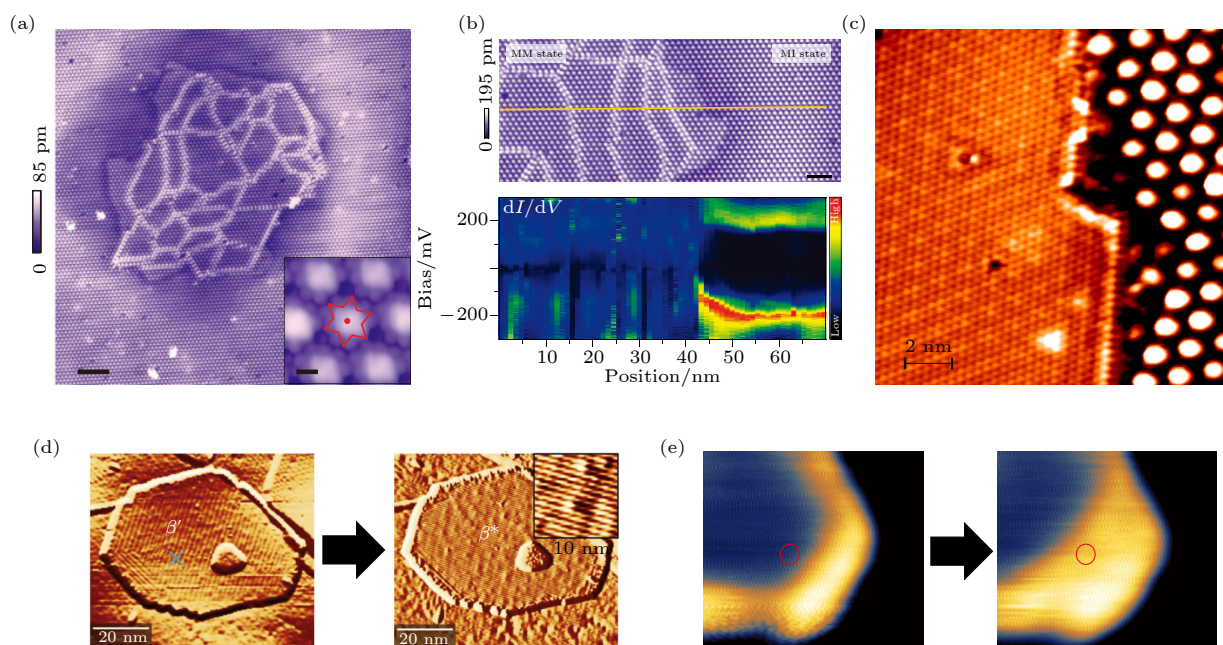 (a)
0 85 pm
(b)
0 195 pm
MM state
MI state
dI/dV
Bias/mV
200
−200
High
Low
10 20 30 40 50 60
Position/nm
(c)
2 nm
(d)
β′
20 nm
β*
10 nm
20 nm
(e)